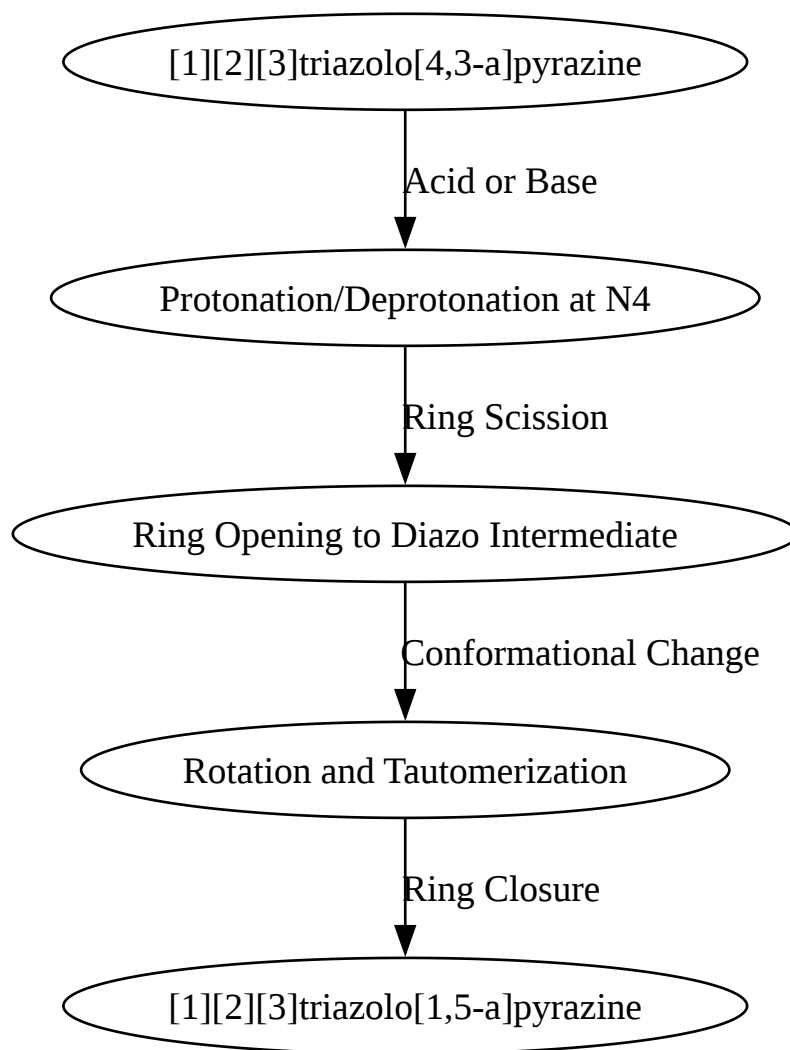 [1][2][3]triazolo[4,3-a]pyrazine
Acid or Base
Protonation/Deprotonation at N4
Ring Scission
Ring Opening to Diazo Intermediate
Conformational Change
Rotation and Tautomerization
Ring Closure
[1][2][3]triazolo[1,5-a]pyrazine